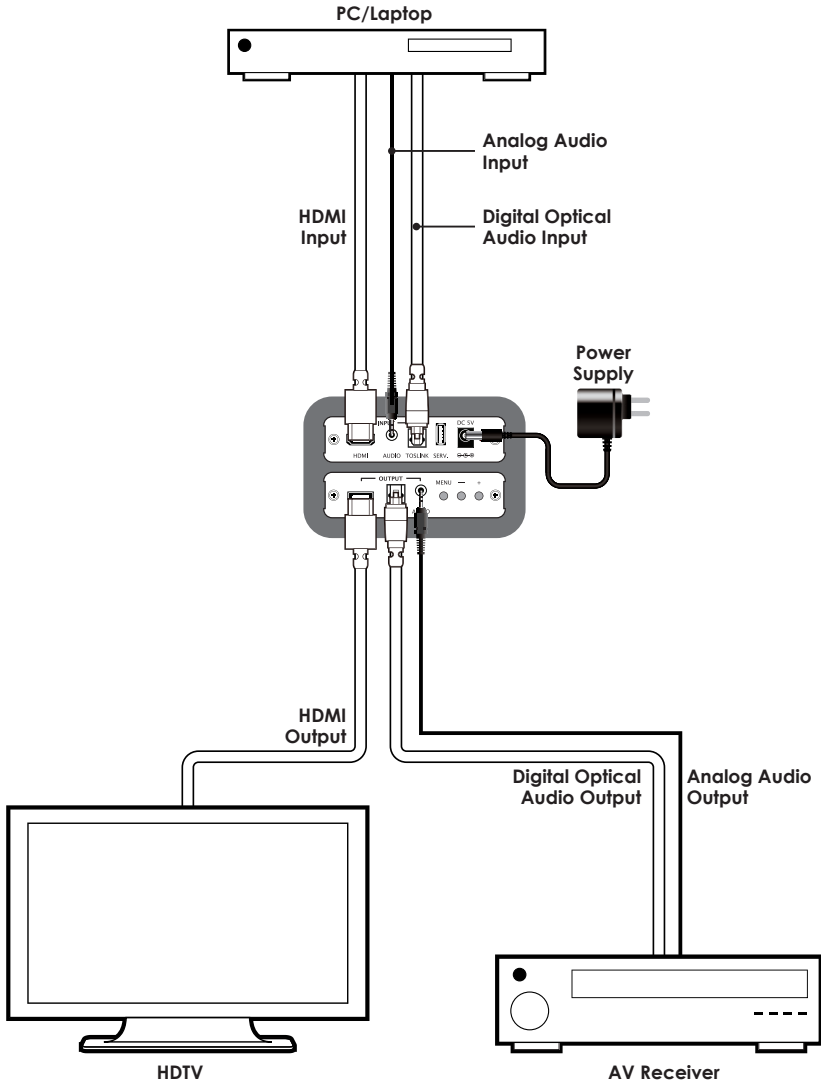 PC/Laptop
Analog Audio
Input
HDMI
Input
Digital Optical
Audio Input
Power
Supply
INPUT
DC 5V
HDMI AUDIO TOSLINK SERV.
OUTPUT
MENU — +
HDMI
Output
Digital Optical
Audio Output
Analog Audio
Output
HDTV
AV Receiver